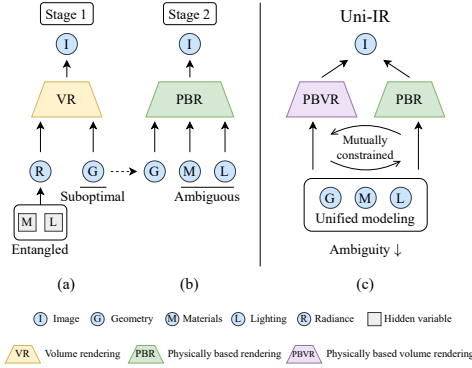 Stage 1
Stage 2
Uni-IR
I
I
I
VR
PBR
PBVR
PBR
Mutually
constrained
R
G
G
M
L
Suboptimal
Ambiguous
M
L
Entangled
G
M
L
Unified modeling
Ambiguity ↓
(a)
(b)
(c)
I Image
G Geometry
M Materials
L Lighting
R Radiance
Hidden variable
VR Volume rendering
PBR Physically based rendering
PBVR Physically based volume rendering